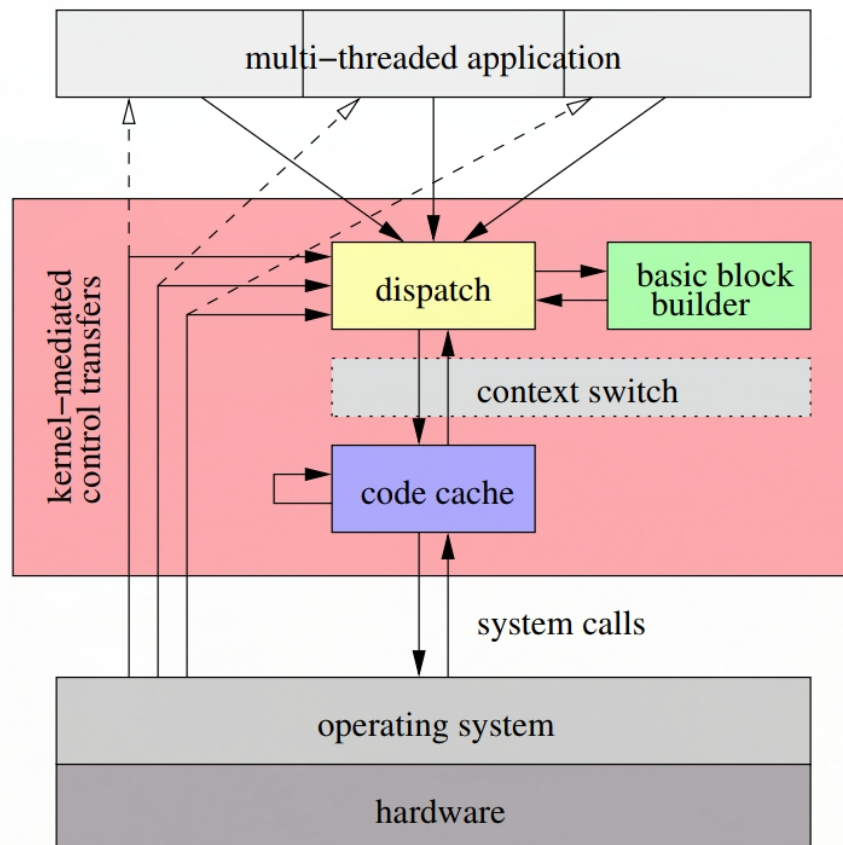 multi−threaded application
kernel−mediated
control transfers
dispatch
basic block
builder
context switch
code cache
system calls
operating system
hardware